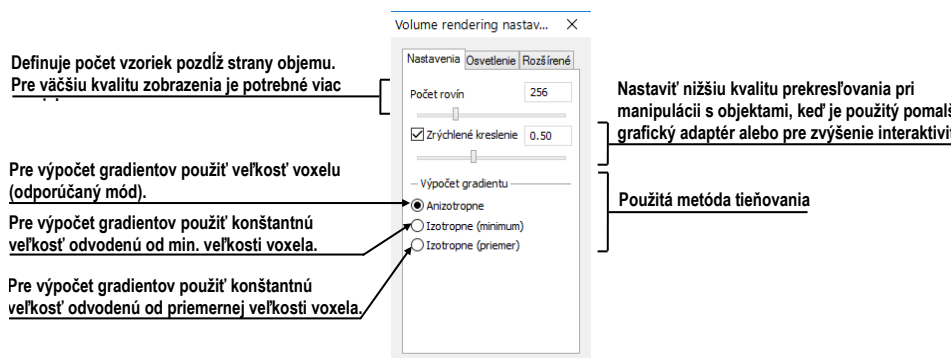 Volume rendering nastav...
Definuje počet vzoriek pozdĺž strany objemu.
Pre väčšiu kvalitu zobrazenia je potrebné viac
Nastavenia Osvetlenie Rozšírené
Počet rovín 256
Zrýchlené kreslenie 0.50
Nastaviť nižšiu kvalitu prekresľovania pri
manipulácii s objektami, keď je použitý
grafický adaptér alebo pre zvýšenie
Pre výpočet gradientov použiť veľkosť voxelu
(odporúčaný mód).
Výpočet gradientu
Anizotropne
Použitá metóda tieňovania
Pre výpočet gradientov použiť konštantnú
veľkosť odvodenú od min. veľkosti voxela.
Izotropne (minimum)
Izotropne (priemer)
Pre výpočet gradientov použiť konštantnú
veľkosť odvodenú od priemernej veľkosti voxela.